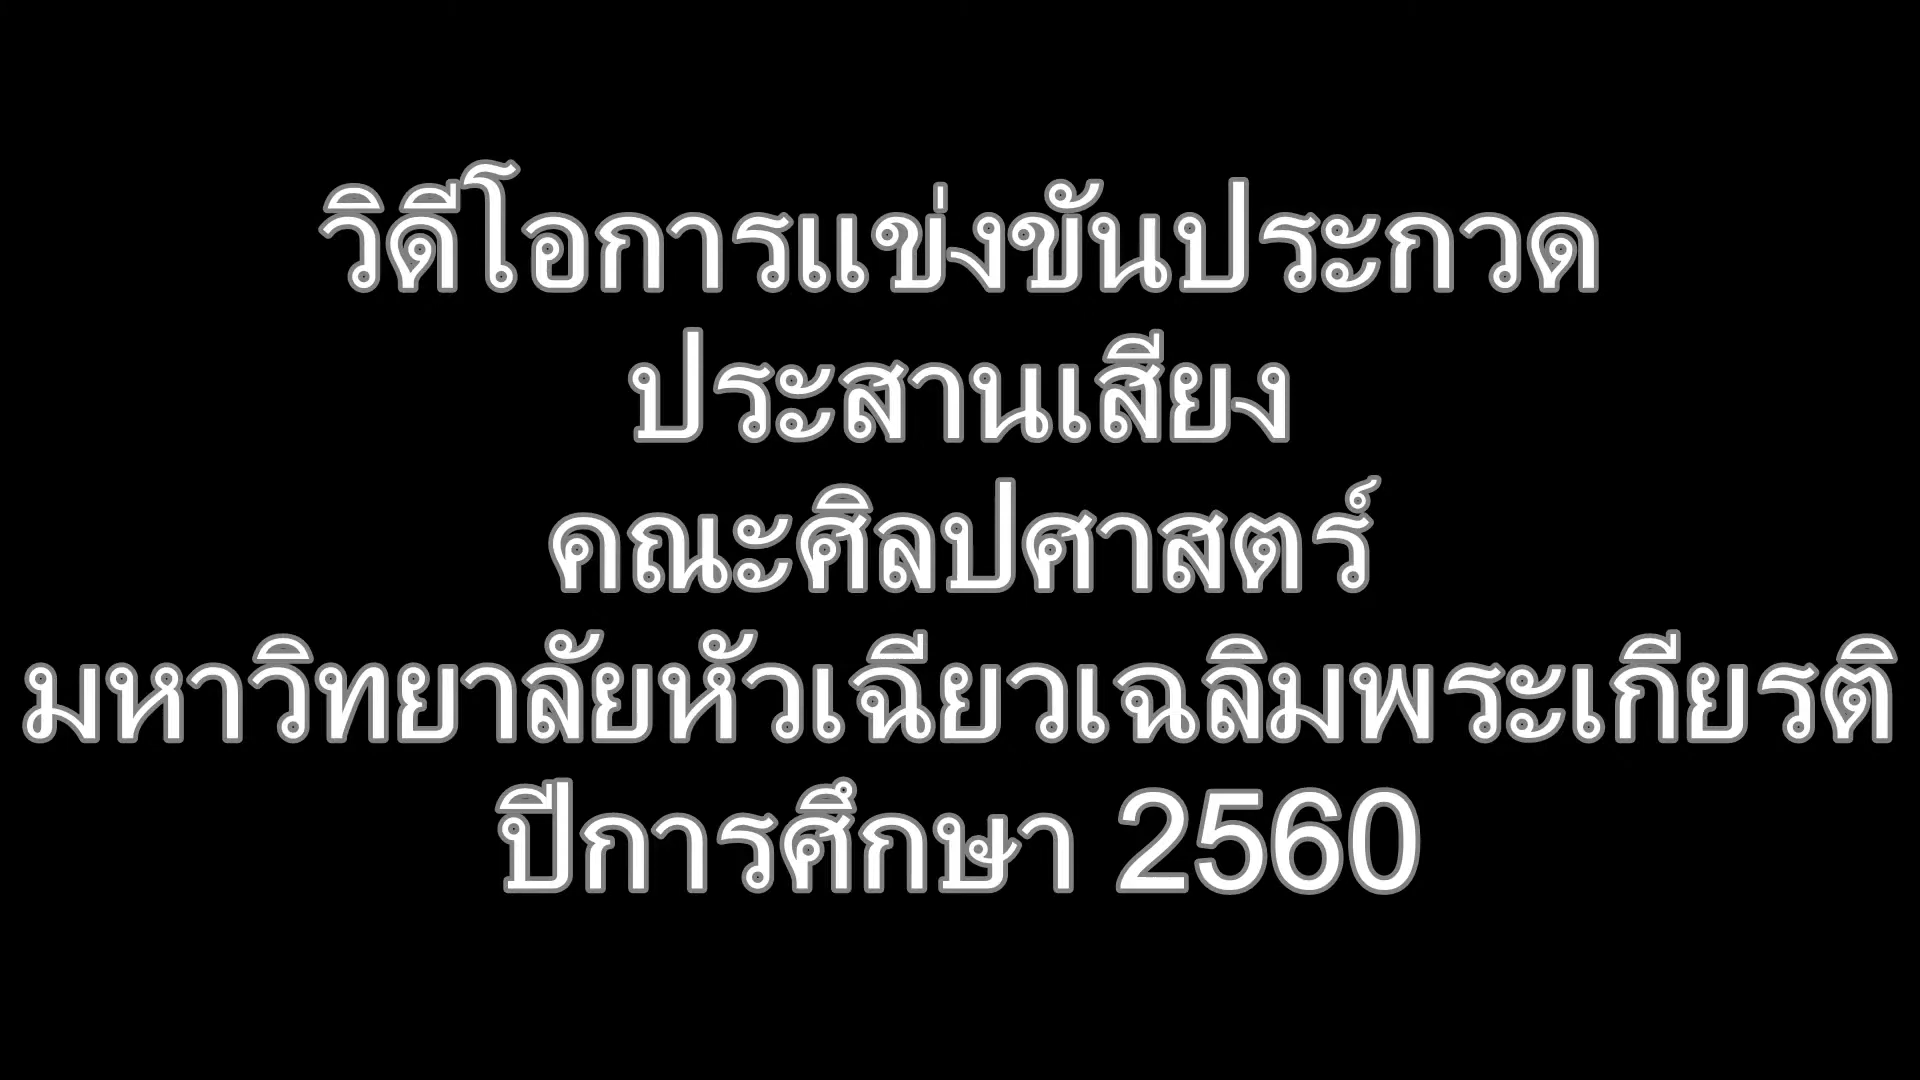 วิดีโอการแข่งขันประกวด
ประสานเสียง
คณะศิลปศาสตร์
มหาวิทยาลัยหัวเฉียวเฉลิมพระเกียรติ
ปีการศึกษา 2560